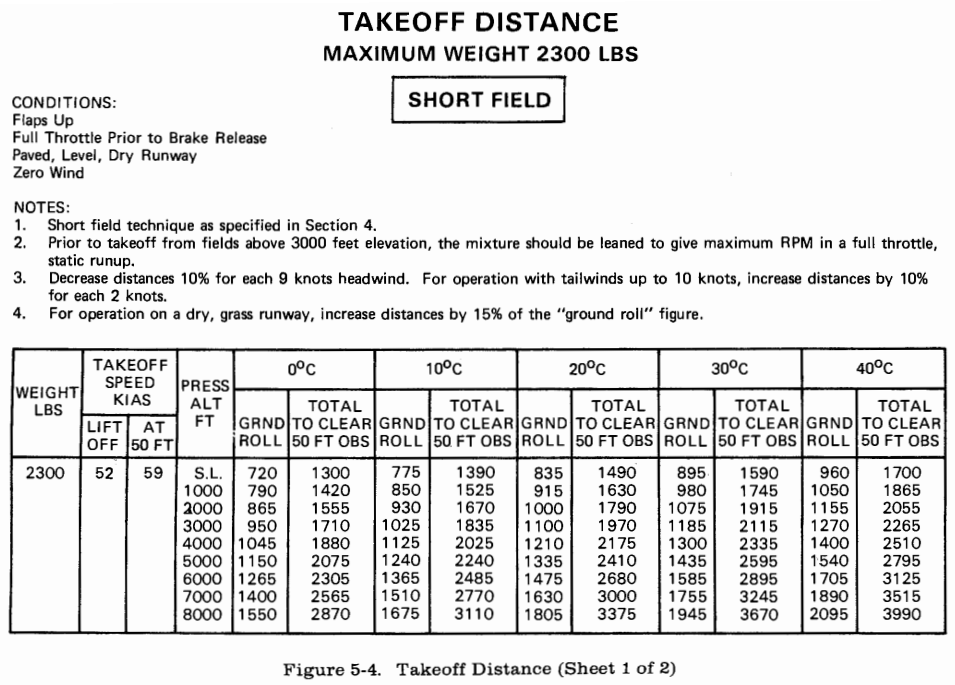 TAKEOFF DISTANCE
MAXIMUM WEIGHT 2300 LBS
SHORT FIELD
CONDITIONS:
Flaps Up
Full Throttle Prior to Brake Release
Paved, Level, Dry Runway
Zero Wind
NOTES:
1. Short field technique as specified in Section 4.
2. Prior to takeoff from fields above 3000 feet elevation, the mixture should be leaned to give maximum RPM in a full throttle,
static runup.
3. Decrease distances 10% for each 9 knots headwind. For operation with tailwinds up to 10 knots, increase distances by 10%
for each 2 knots.
4. For operation on a dry, grass runway, increase distances by 15% of the "ground roll" figure.
WEIGHT LBS
TAKEOFF SPEED KIAS
LIFT OFF
AT 50 FT
PRESS ALT FT
0°C 10°C 20°C 30°C 40°C
GRND ROLL TOTAL TO CLEAR 50 FT OBS GRND ROLL TOTAL TO CLEAR 50 FT OBS GRND ROLL TOTAL TO CLEAR 50 FT OBS GRND ROLL TOTAL TO CLEAR 50 FT OBS GRND ROLL TOTAL TO CLEAR 50 FT OBS
2300 52 59 S.L. 720 1300 775 1390 835 1490 895 1590 960 1700
1000 790 1420 850 1525 915 1630 980 1745 1050 1865
2000 865 1555 930 1670 1000 1790 1075 1915 1155 2055
3000 950 1710 1025 1835 1100 1970 1185 2115 1270 2265
4000 1045 1880 1125 2025 1210 2175 1300 2335 1400 2510
5000 1150 2075 1240 2240 1335 2410 1435 2595 1540 2795
6000 1265 2305 1365 2485 1475 2680 1585 2895 1705 3125
7000 1400 2565 1510 2770 1630 3000 1755 3245 1890 3515
8000 1550 2870 1675 3110 1805 3375 1945 3670 2095 3990
Figure 5-4. Takeoff Distance (Sheet 1 of 2)